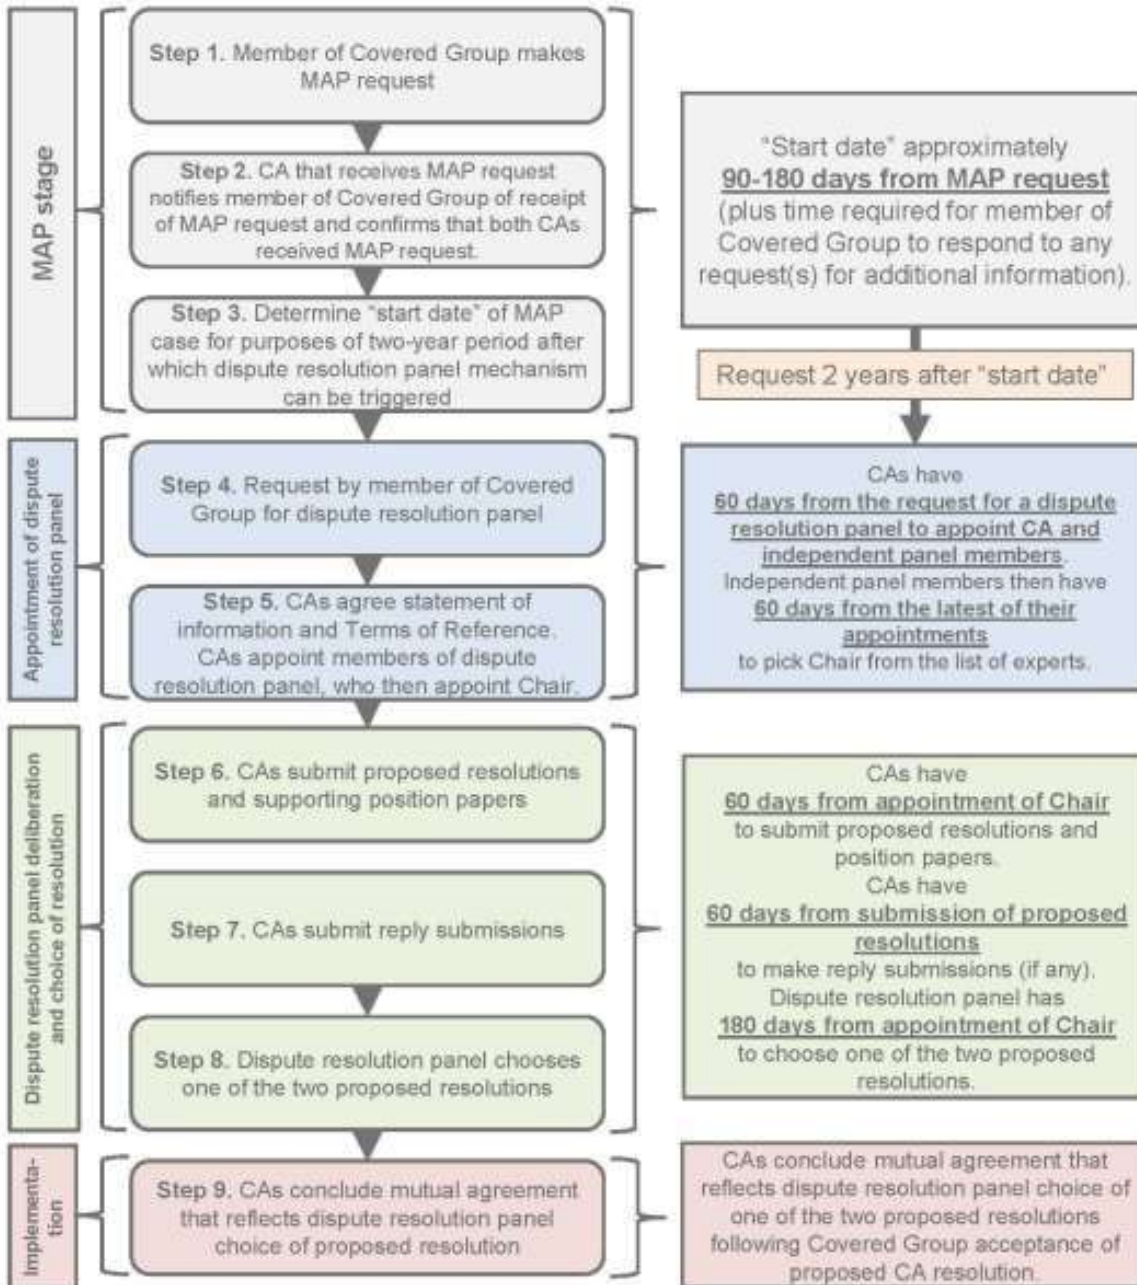 MAP stage
Step 1. Member of Covered Group makes
MAP request
Step 2. CA that receives MAP request
notifies member of Covered Group of receipt
of MAP request and confirms that both CAs
received MAP request.
Step 3. Determine “start date” of MAP
case for purposes of two-year period after
which dispute resolution panel mechanism
can be triggered
“Start date” approximately
90-180 days from MAP request
(plus time required for member of
Covered Group to respond to any
request(s) for additional information).
Request 2 years after “start date”
Appointment of dispute
resolution panel
Step 4. Request by member of Covered
Group for dispute resolution panel
Step 5. CAs agree statement of
information and Terms of Reference.
CAs appoint members of dispute
resolution panel, who then appoint Chair.
CAs have
60 days from the request for a dispute
resolution panel to appoint CA and
independent panel members.
Independent panel members then have
60 days from the latest of their
appointments
to pick Chair from the list of experts.
Dispute resolution panel deliberation
and choice of resolution
Step 6. CAs submit proposed resolutions
and supporting position papers
Step 7. CAs submit reply submissions
Step 8. Dispute resolution panel chooses
one of the two proposed resolutions
CAs have
60 days from appointment of Chair
to submit proposed resolutions and
position papers.
CAs have
60 days from submission of proposed
resolutions
to make reply submissions (if any).
Dispute resolution panel has
180 days from appointment of Chair
to choose one of the two proposed
resolutions.
Implementa-
tion
Step 9. CAs conclude mutual agreement
that reflects dispute resolution panel
choice of proposed resolution
CAs conclude mutual agreement that
reflects dispute resolution panel choice of
one of the two proposed resolutions
following Covered Group acceptance of
proposed CA resolution.